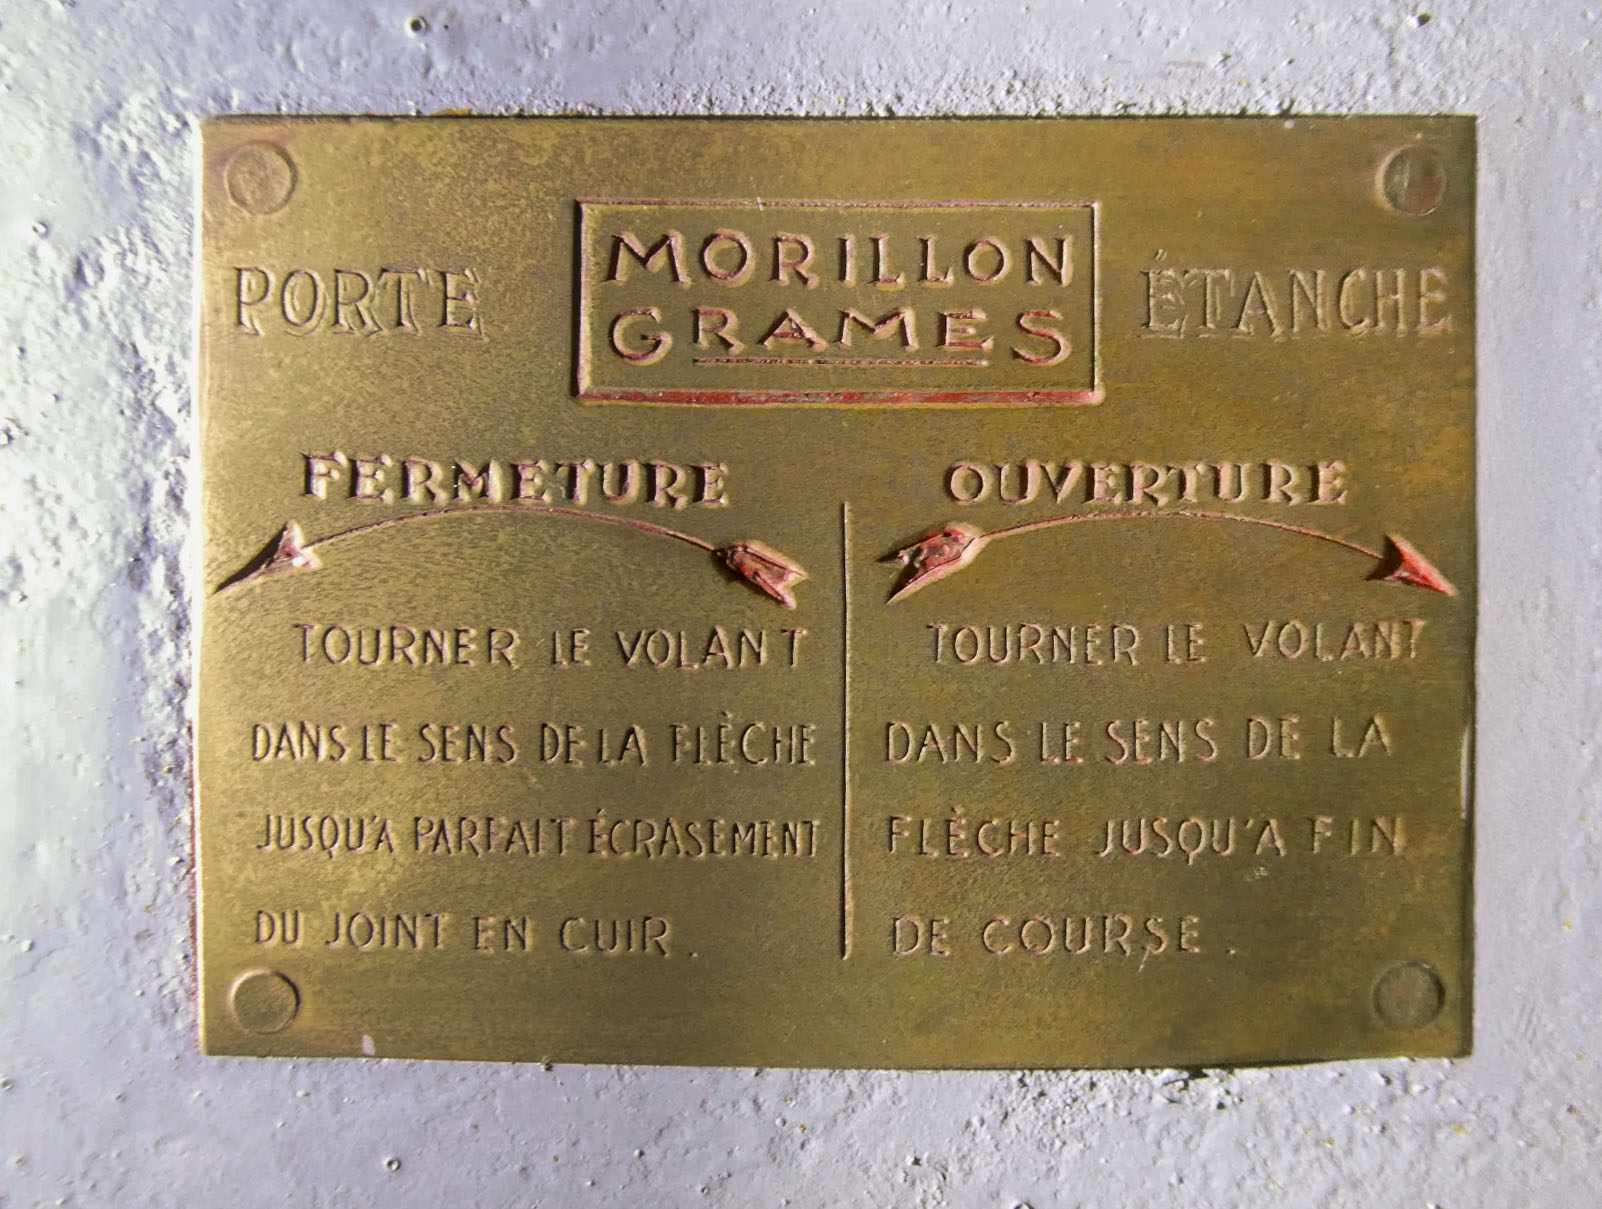 PORTE
MORILLON
GRAMES
ÉTANCHE
FERMETURE
TOURNER LE VOLANT
DANS LE SENS DE LA FLÈCHE
JUSQU'A PARFAIT ÉCRASEMENT
DU JOINT EN CUIR.
OUVERTURE
TOURNER LE VOLANT
DANS LE SENS DE LA
FLÈCHE JUSQU'A FIN
DE COURSE.